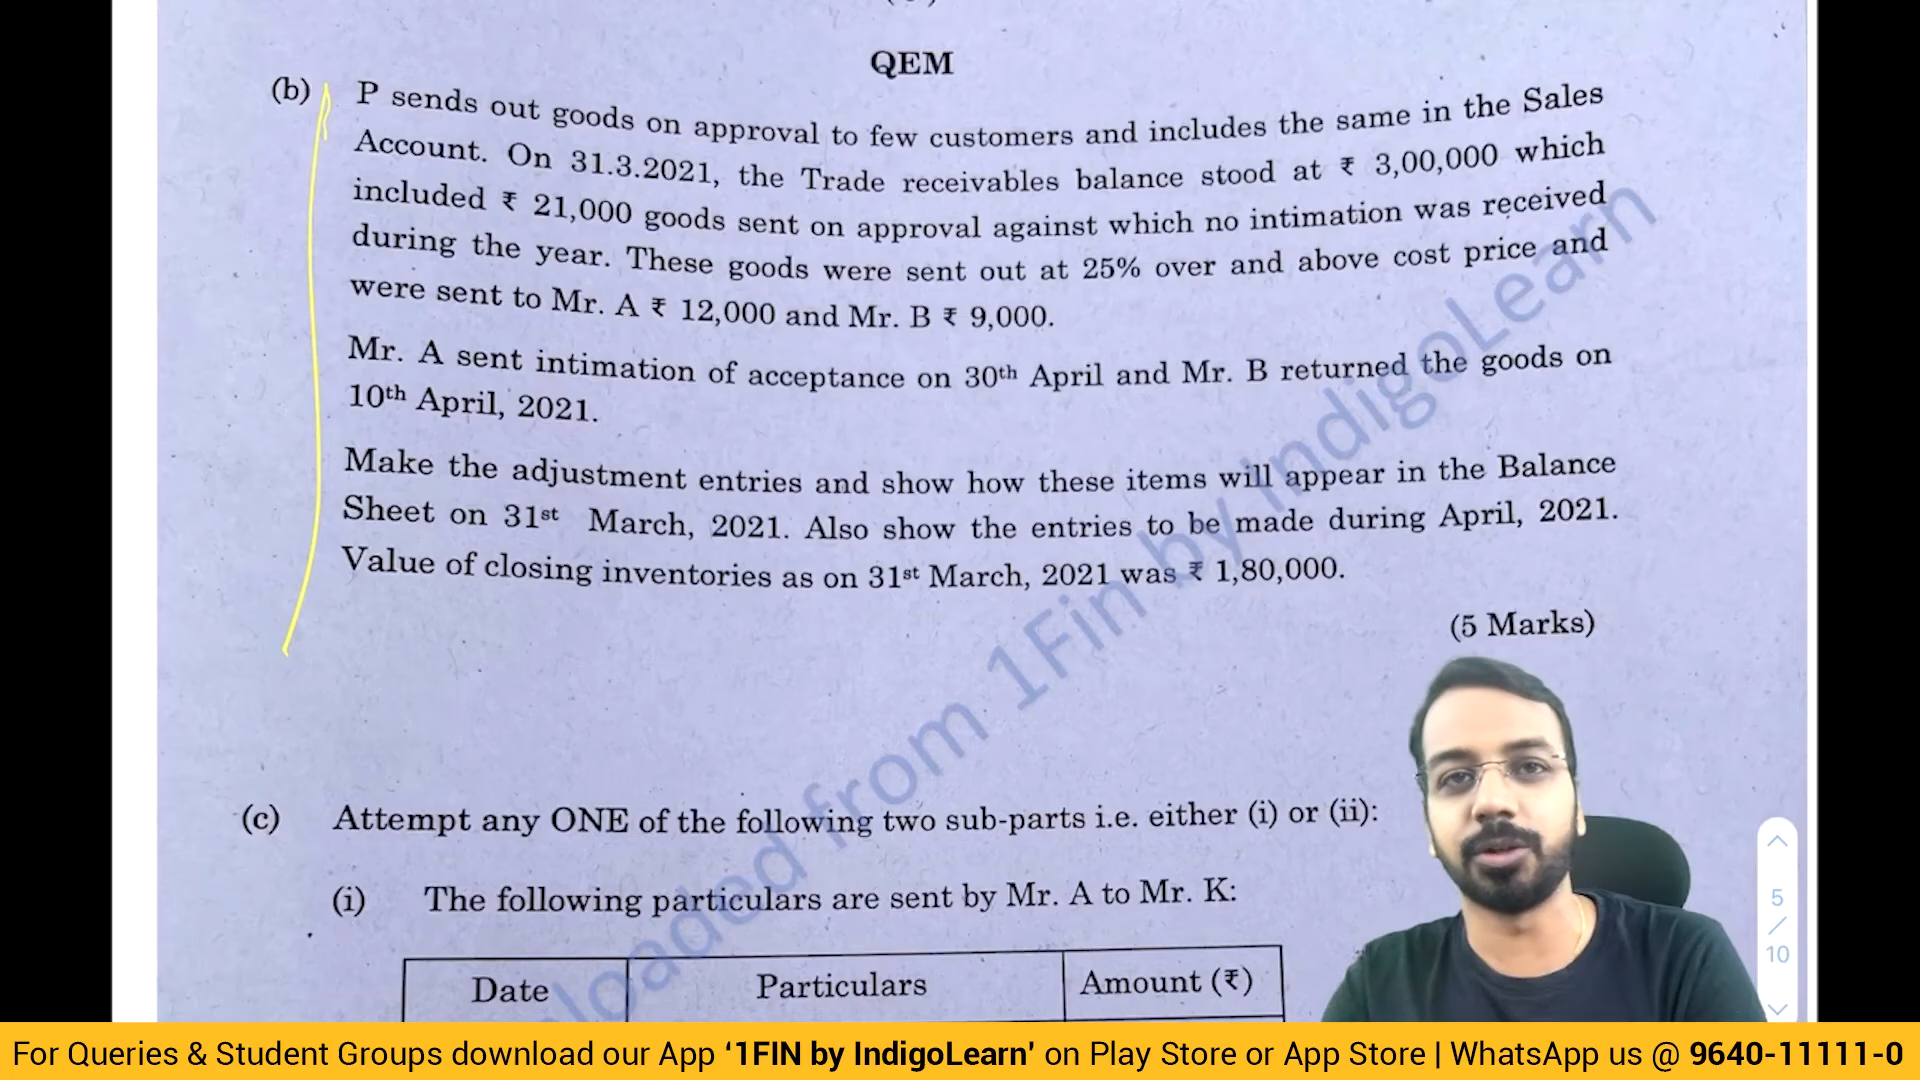 QEM
(b) P sends out goods on approval to few customers and includes the same in the Sales
Account. On 31.3.2021, the Trade receivables balance stood at ₹ 3,00,000 which
included ₹ 21,000 goods sent on approval against which no intimation was received
during the year. These goods were sent out at 25% over and above cost price and
were sent to Mr. A ₹ 12,000 and Mr. B ₹ 9,000.
Mr. A sent intimation of acceptance on 30th April and Mr. B returned the goods on
10th April, 2021.
Make the adjustment entries and show how these items will appear in the Balance
Sheet on 31st March, 2021. Also show the entries to be made during April, 2021.
Value of closing inventories as on 31st March, 2021 was ₹ 1,80,000.
(5 Marks)
(c) Attempt any ONE of the following two sub-parts i.e. either (i) or (ii):
(i) The following particulars are sent by Mr. A to Mr. K:
Date Particulars Amount (₹)
loaded from 1Fin by IndigoLearn
5
/
10
For Queries & Student Groups download our App ‘1FIN by IndigoLearn' on Play Store or App Store | WhatsApp us @ 9640-11111-0